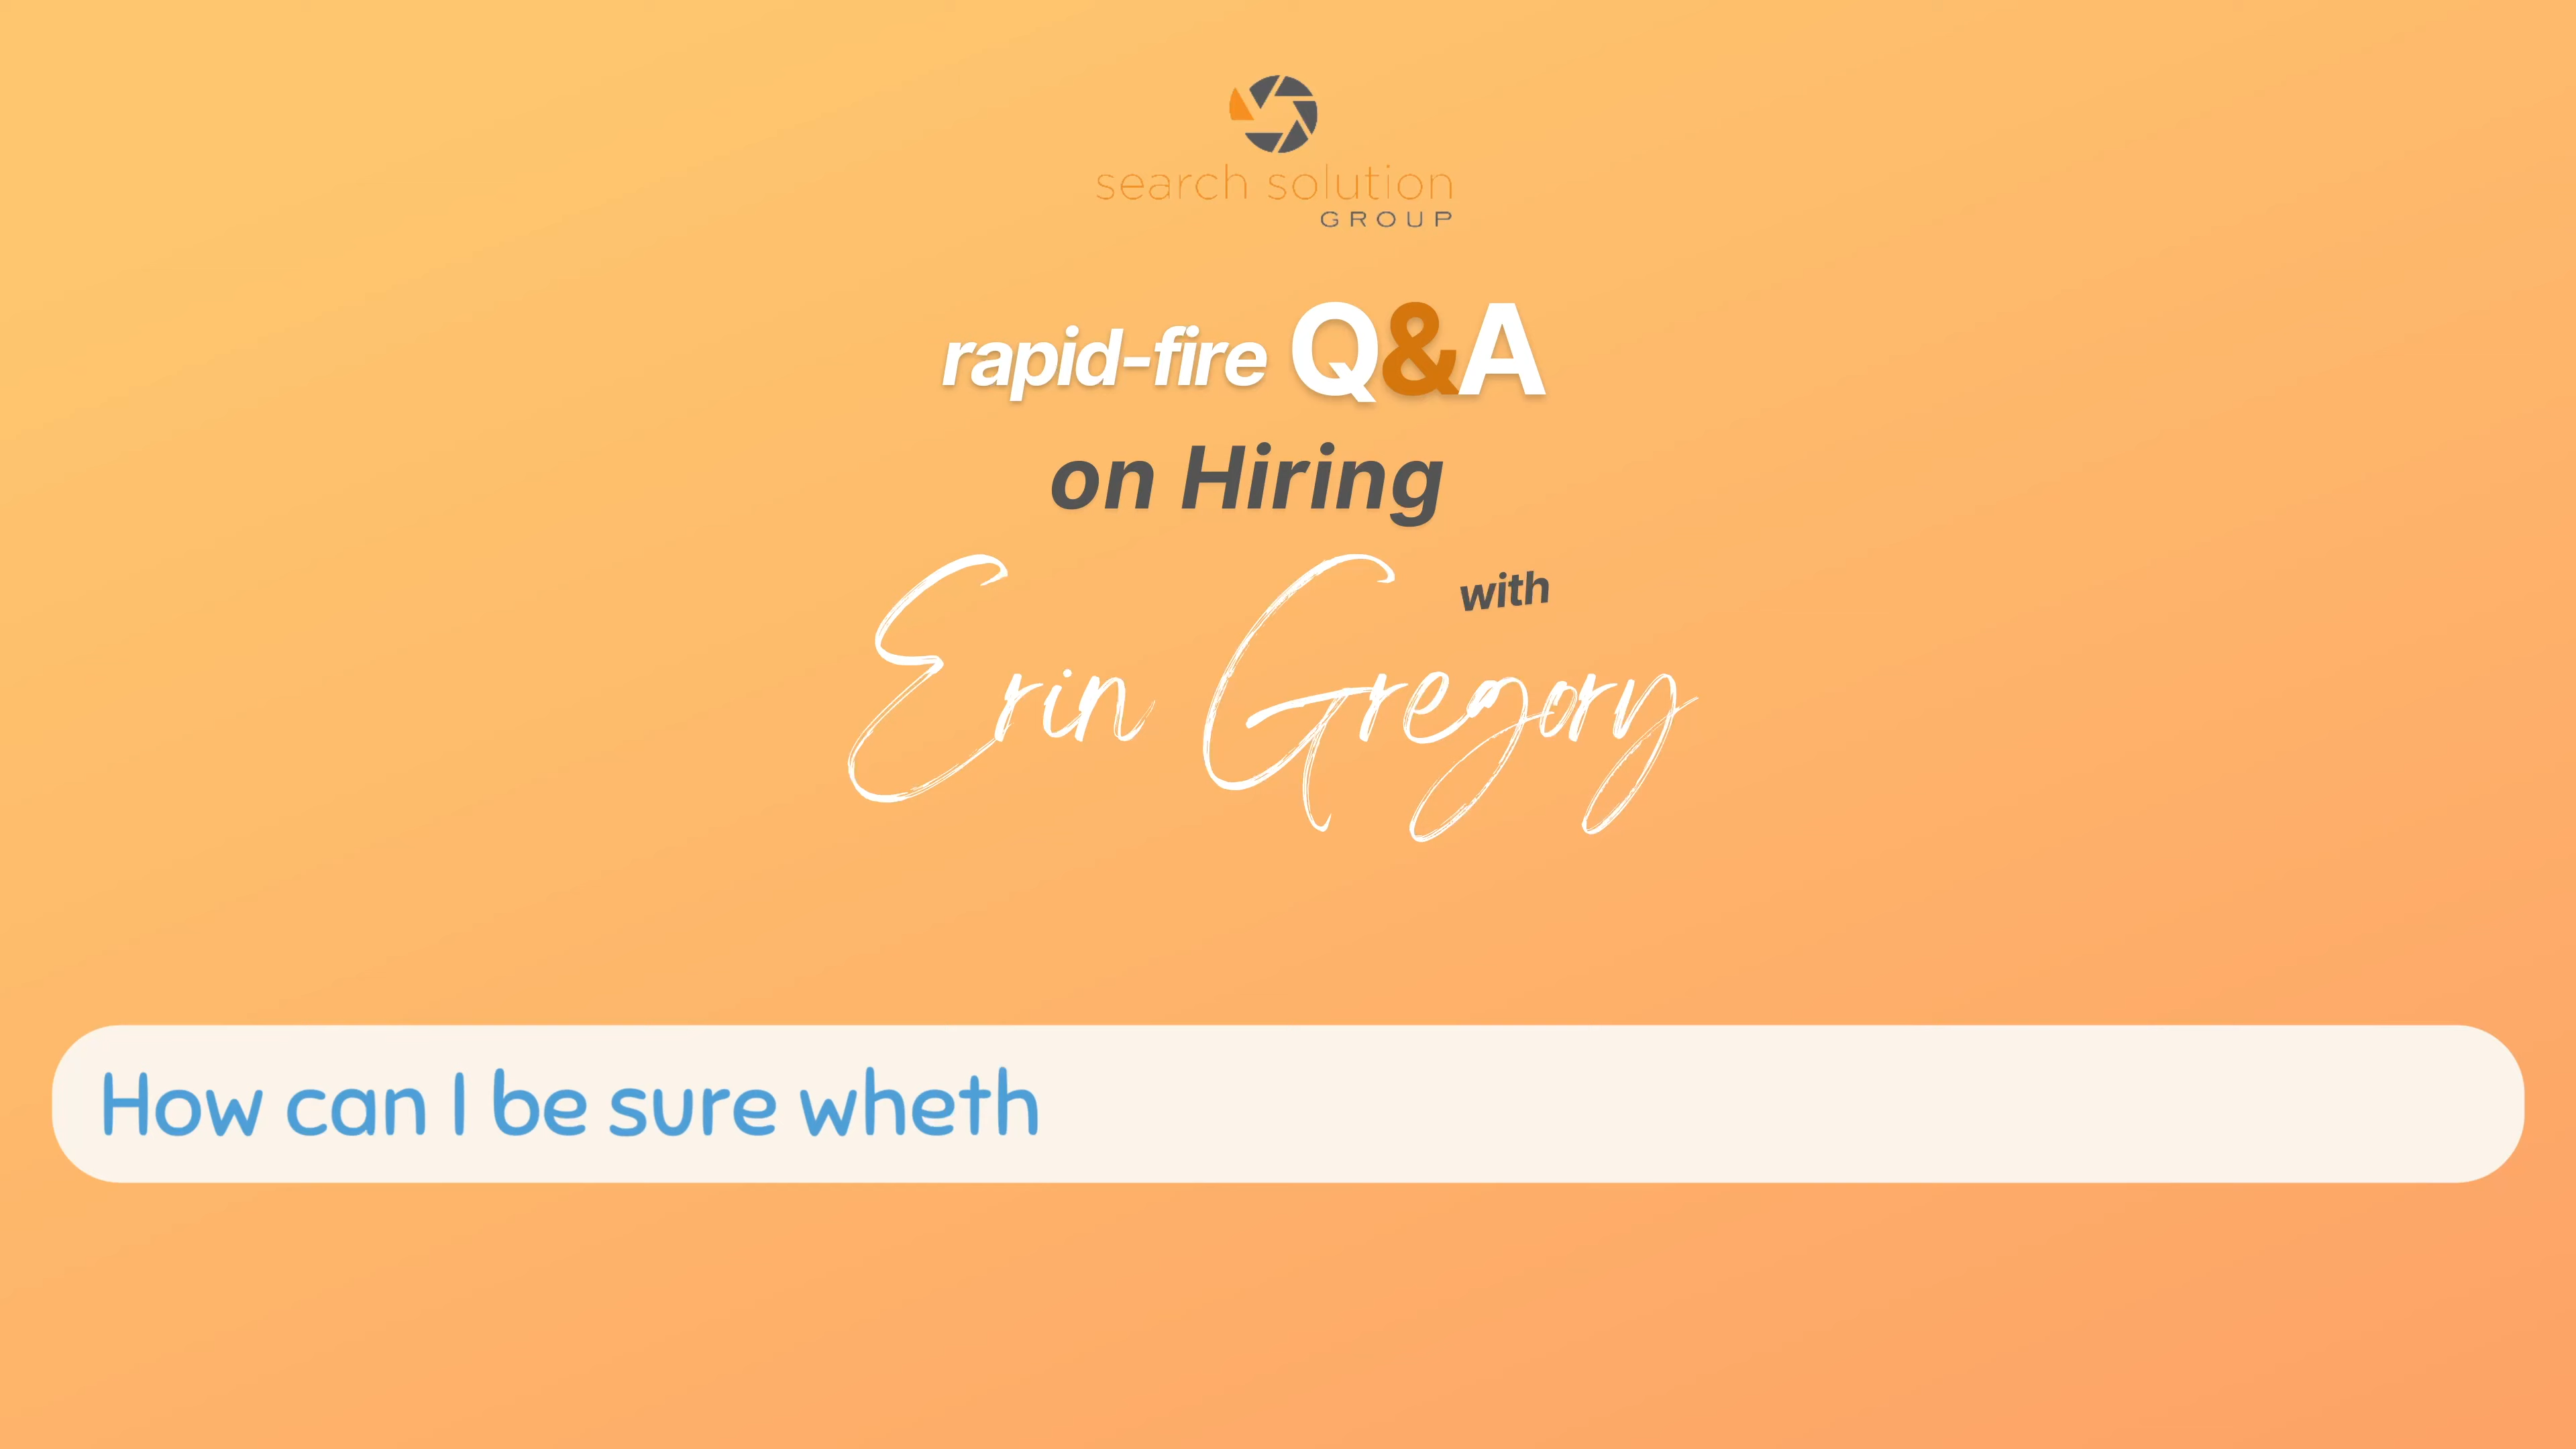 search solution
GROUP
rapid-fire Q&A
on Hiring
with
Erin Gregory
How can I be sure wheth